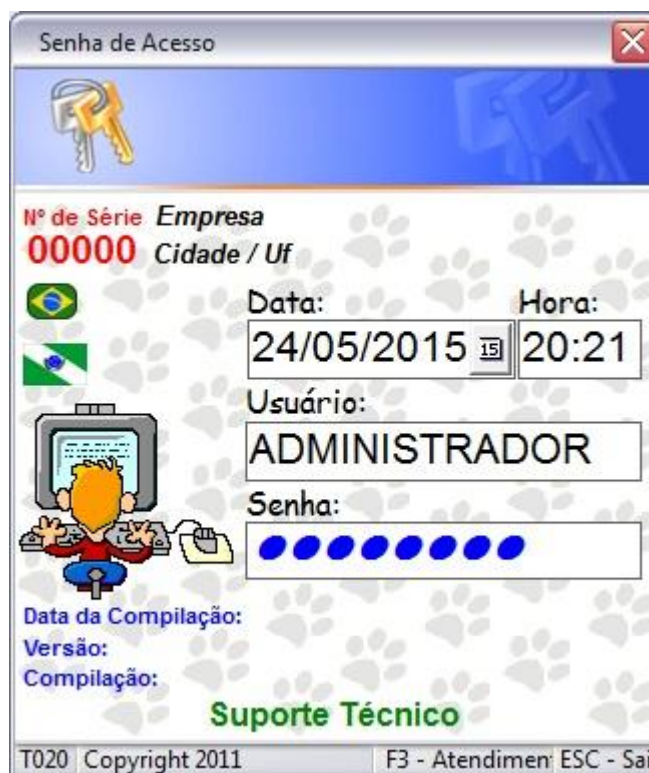 Senha de Acesso
Nº de Série Empresa
00000 Cidade / Uf
Data: Hora:
24/05/2015 15 20:21
Usuário:
ADMINISTRADOR
Senha:
Data da Compilação:
Versão:
Compilação:
Suporte Técnico
T020 Copyright 2011 F3 - Atendimen ESC - Sai